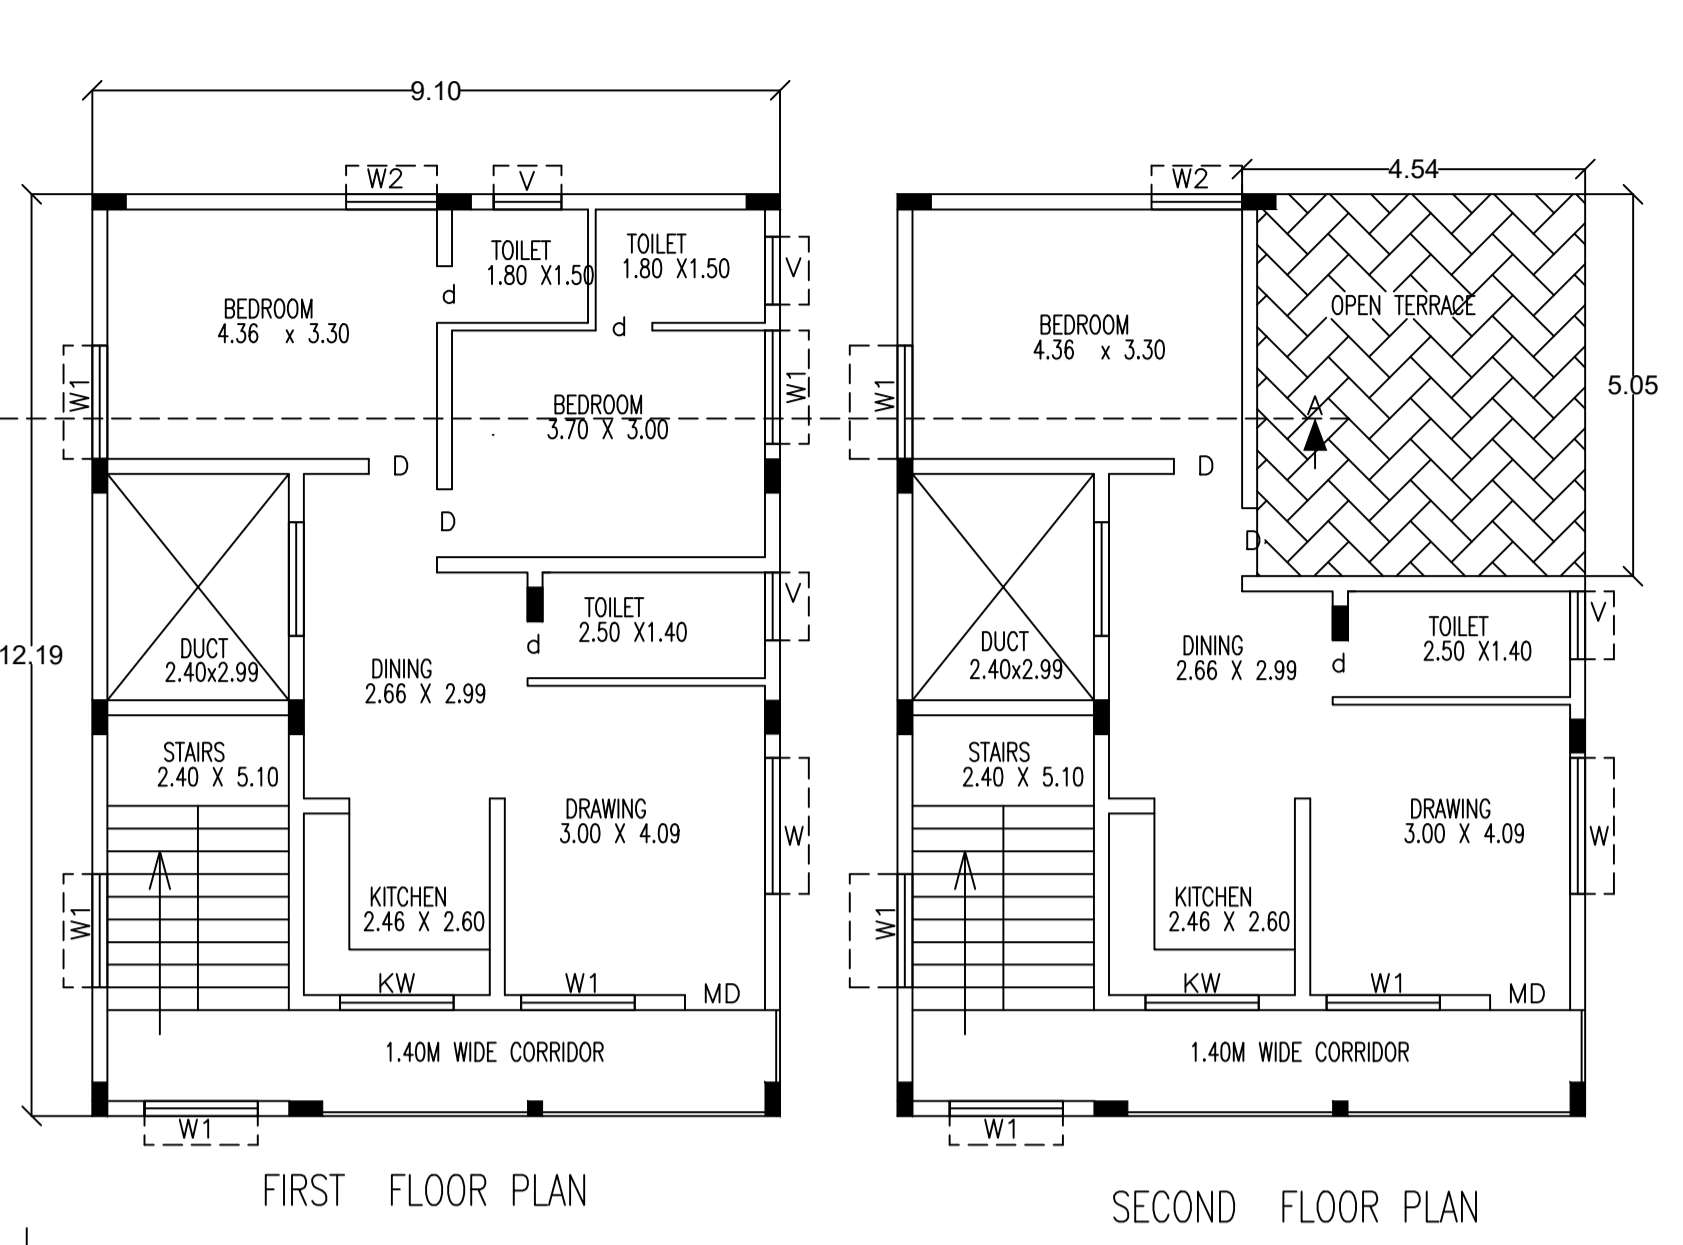 9.10
12.19
W2
V
TOILET
1.80 X1.50
TOILET
1.80 X1.50
V
d
BEDROOM
4.36 x 3.30
d
W1
W1
BEDROOM
3.70 X 3.00
D
D
V
TOILET
2.50 X1.40
d
DUCT
2.40x2.99
DINING
2.66 X 2.99
STAIRS
2.40 X 5.10
DRAWING
3.00 X 4.09
W
KITCHEN
2.46 X 2.60
W1
KW
W1
MD
1.40M WIDE CORRIDOR
W1
FIRST FLOOR PLAN
4.54
W2
OPEN TERRACE
BEDROOM
4.36 x 3.30
5.05
W1
A
D
D
V
TOILET
2.50 X1.40
d
DUCT
2.40x2.99
DINING
2.66 X 2.99
STAIRS
2.40 X 5.10
DRAWING
3.00 X 4.09
W
KITCHEN
2.46 X 2.60
W1
KW
W1
MD
1.40M WIDE CORRIDOR
W1
SECOND FLOOR PLAN